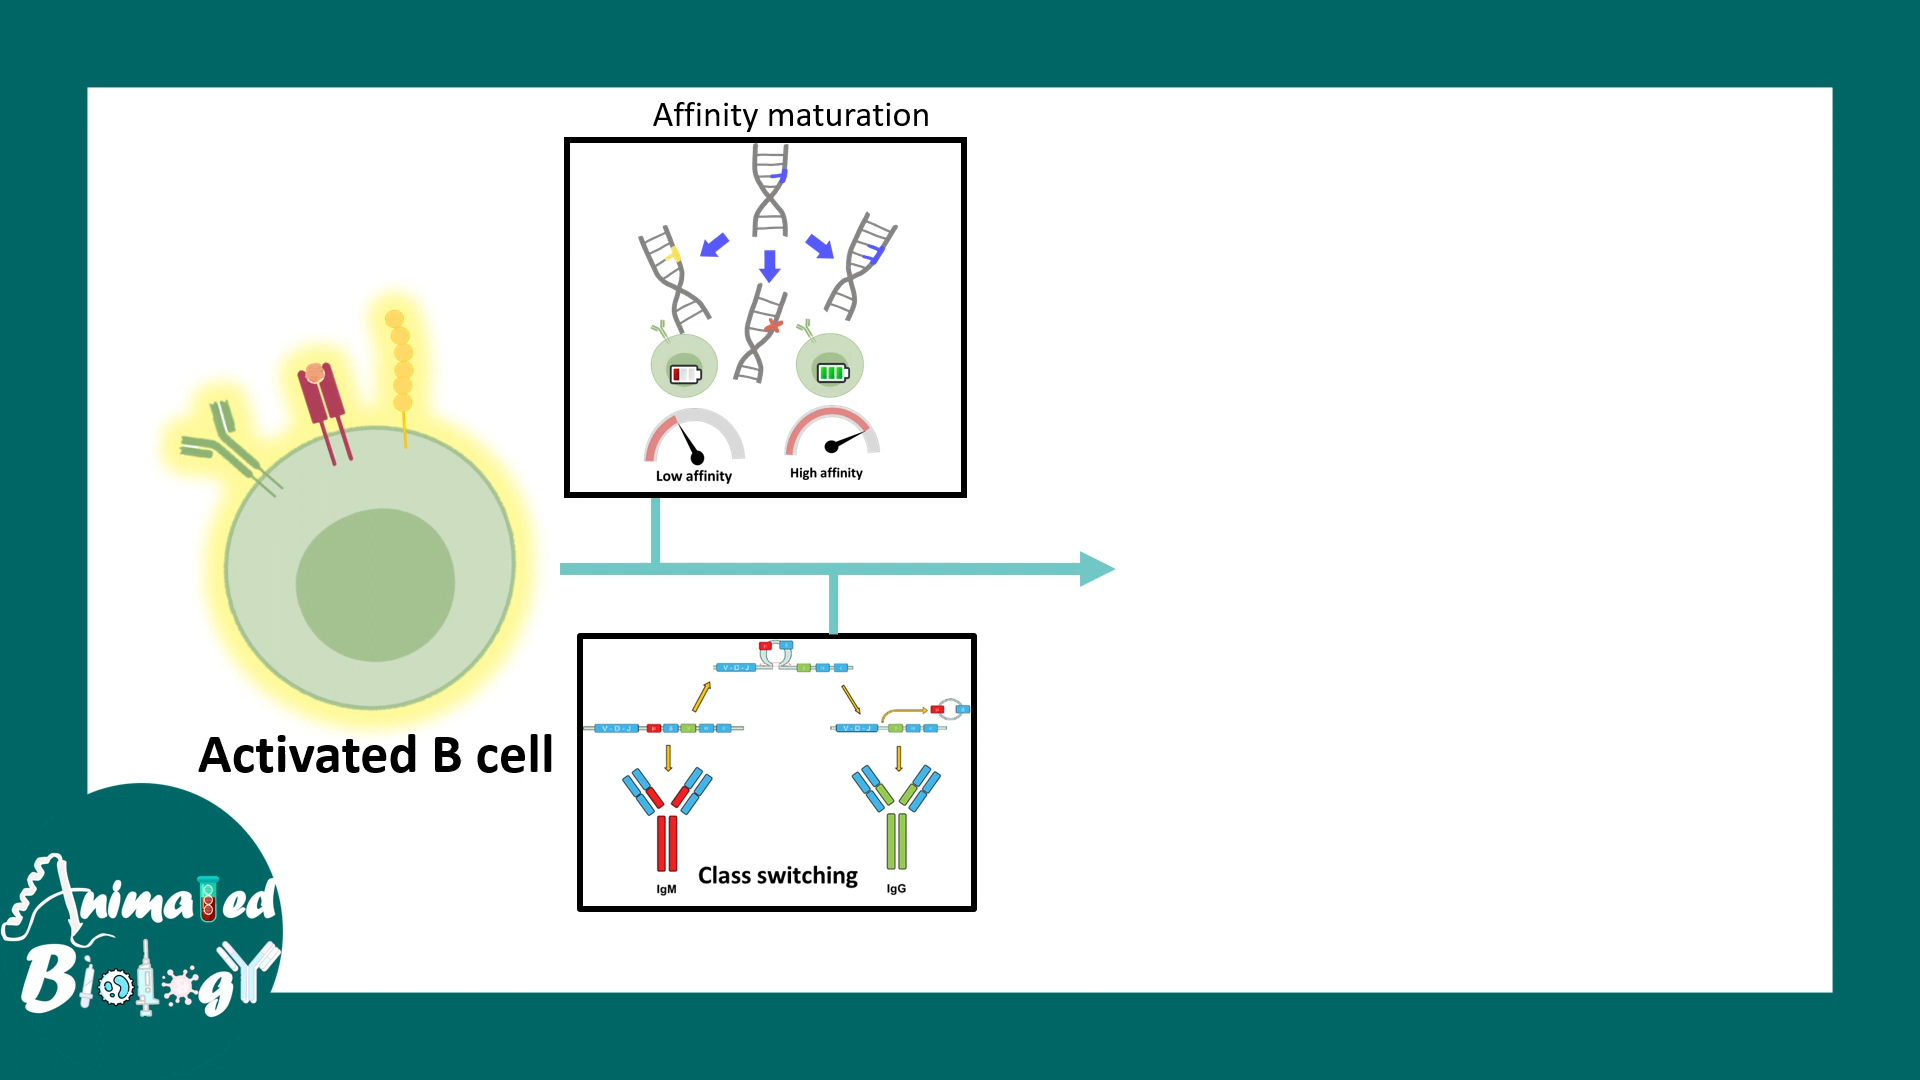 Affinity maturation
Low affinity
High affinity
Activated B cell
V - D - J
V - D - J
V - D - J
Class switching
IgM
IgG
Animated
Biology